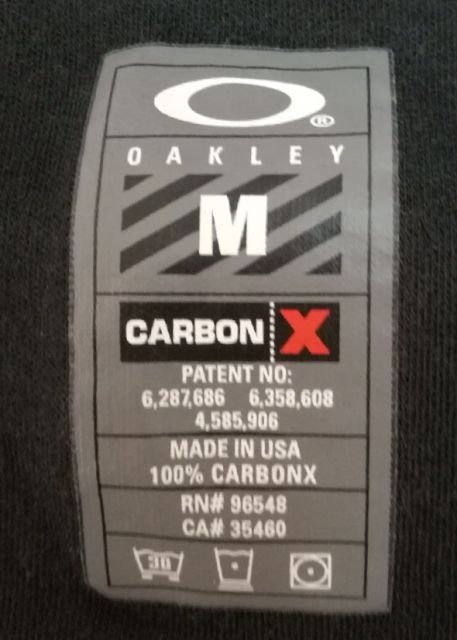 ®
OAKLEY
M
CARBON X
PATENT NO:
6,287,686 6,358,608
4,585,906
MADE IN USA
100% CARBONX
RN# 96548
CA# 35460
30